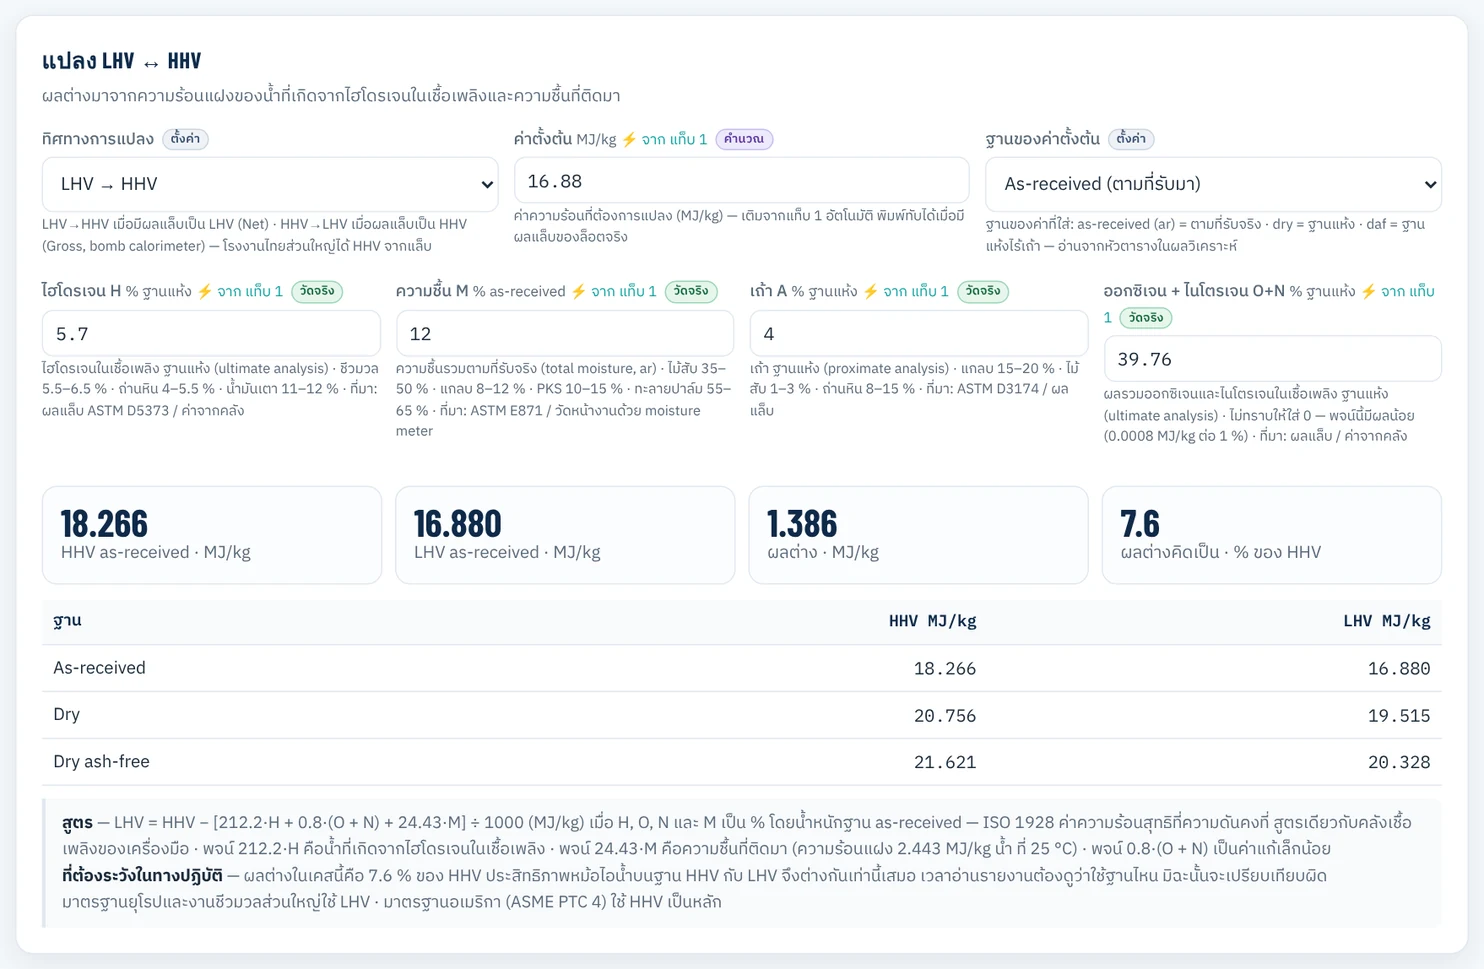 แปลง LHV ↔ HHV
ผลต่างมาจากความร้อนแฝงของน้ำที่เกิดจากไฮโดรเจนในเชื้อเพลิงและความชื้นที่ติดมา
ทิศทางการแปลง ตั้งค่า
LHV → HHV
LHV→HHV เมื่อมีผลแล็บเป็น LHV (Net) · HHV→LHV เมื่อผลแล็บเป็น HHV
(Gross, bomb calorimeter) — โรงงานไทยส่วนใหญ่ได้ HHV จากแล็บ
ค่าตั้งต้น MJ/kg ⚡ จาก แท็บ 1 คำนวณ
16.88
ค่าความร้อนที่ต้องการแปลง (MJ/kg) — เติมจากแท็บ 1 อัตโนมัติ พิมพ์ทับได้เมื่อมี
ผลแล็บของล็อตจริง
ฐานของค่าตั้งต้น ตั้งค่า
As-received (ตามที่รับมา)
ฐานของค่าที่ใส่: as-received (ar) = ตามที่รับจริง · dry = ฐานแห้ง · daf = ฐาน
แห้งไร้เถ้า — อ่านจากหัวตารางในผลวิเคราะห์
ไฮโดรเจน H % ฐานแห้ง ⚡ จาก แท็บ 1 วัดจริง
5.7
ไฮโดรเจนในเชื้อเพลิง ฐานแห้ง (ultimate analysis) · ชีวมวล
5.5–6.5 % · ถ่านหิน 4–5.5 % · น้ำมันเตา 11–12 % · ที่มา:
ผลแล็บ ASTM D5373 / ค่าจากคลัง
ความชื้น M % as-received ⚡ จาก แท็บ 1 วัดจริง
12
ความชื้นรวมตามที่รับจริง (total moisture, ar) · ไม้สับ 35–
50 % · แกลบ 8–12 % · PKS 10–15 % · ทะลายปาล์ม 55–
65 % · ที่มา: ASTM E871 / วัดหน้างานด้วย moisture
meter
เถ้า A % ฐานแห้ง ⚡ จาก แท็บ 1 วัดจริง
4
เถ้า ฐานแห้ง (proximate analysis) · แกลบ 15–20 % · ไม้
สับ 1–3 % · ถ่านหิน 8–15 % · ที่มา: ASTM D3174 / ผล
แล็บ
ออกซิเจน + ไนโตรเจน O+N % ฐานแห้ง ⚡ จาก แท็บ
1 วัดจริง
39.76
ผลรวมออกซิเจนและไนโตรเจนในเชื้อเพลิง ฐานแห้ง
(ultimate analysis) · ไม่ทราบให้ใส่ 0 — พจน์นี้มีผลน้อย
(0.0008 MJ/kg ต่อ 1 %) · ที่มา: ผลแล็บ / ค่าจากคลัง
18.266
HHV as-received · MJ/kg
16.880
LHV as-received · MJ/kg
1.386
ผลต่าง · MJ/kg
7.6
ผลต่างคิดเป็น · % ของ HHV
ฐาน HHV MJ/kg LHV MJ/kg
As-received 18.266 16.880
Dry 20.756 19.515
Dry ash-free 21.621 20.328
สูตร — LHV = HHV − [212.2·H + 0.8·(O + N) + 24.43·M] ÷ 1000 (MJ/kg) เมื่อ H, O, N และ M เป็น % โดยน้ำหนักฐาน as-received — ISO 1928 ค่าความร้อนสุทธิที่ความดันคงที่ สูตรเดียวกับคลังเชื้อ
เพลิงของเครื่องมือ · พจน์ 212.2·H คือน้ำที่เกิดจากไฮโดรเจนในเชื้อเพลิง · พจน์ 24.43·M คือความชื้นที่ติดมา (ความร้อนแฝง 2.443 MJ/kg น้ำ ที่ 25 °C) · พจน์ 0.8·(O + N) เป็นค่าแก้เล็กน้อย
ที่ต้องระวังในทางปฏิบัติ — ผลต่างในเคสนี้คือ 7.6 % ของ HHV ประสิทธิภาพหม้อไอน้ำบนฐาน HHV กับ LHV จึงต่างกันเท่านี้เสมอ เวลาอ่านรายงานต้องดูว่าใช้ฐานไหน มิฉะนั้นจะเปรียบเทียบผิด
มาตรฐานยุโรปและงานชีวมวลส่วนใหญ่ใช้ LHV · มาตรฐานอเมริกา (ASME PTC 4) ใช้ HHV เป็นหลัก